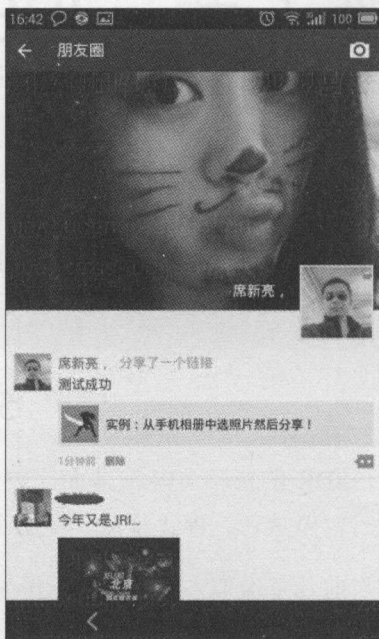 16:42
100
朋友圈
席新亮，
席新亮， 分享了一个链接
测试成功
实例：从手机相册中选照片然后分享！
1分钟前 删除
今年又是JRI...
北京